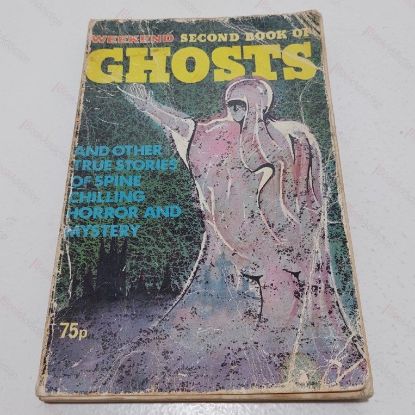 WEEKEND SECOND BOOK OF
GHOSTS
AND OTHER
TRUE STORIES
OF SPINE
CHILLING
HORROR AND
MYSTERY
75p